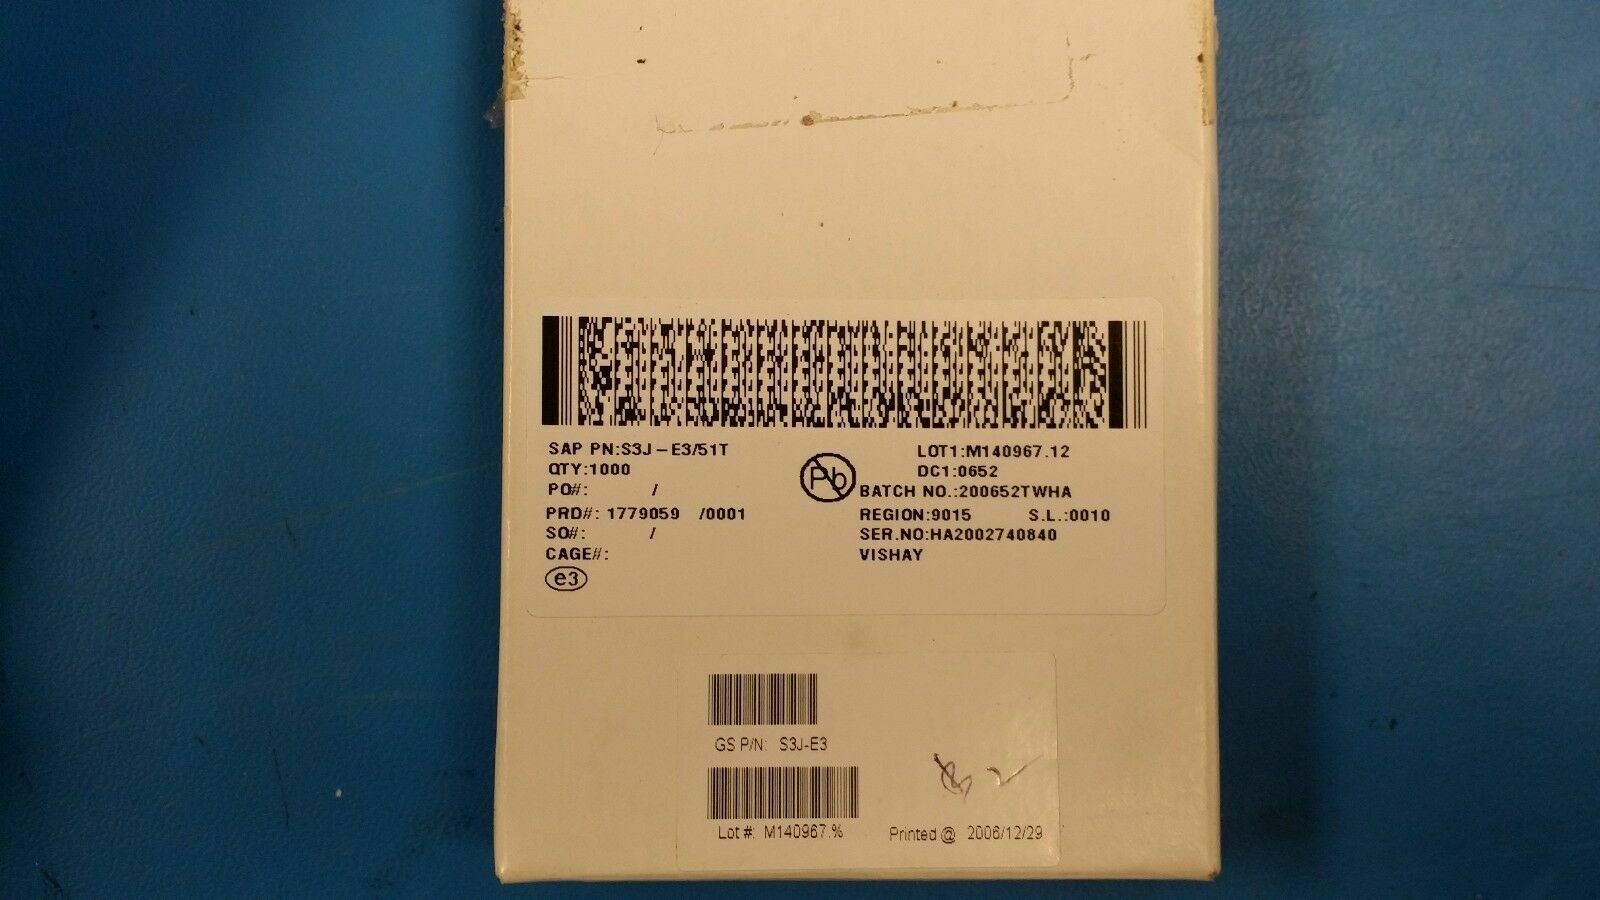 SAP PN:S3J-E3/51T
QTY:1000
PO#: /
PRD#: 1779059 /0001
SO#: /
CAGE#:
e3
Pb
LOT1:M140967.12
DC1:0652
BATCH NO.:200652TWHA
REGION:9015 S.L.:0010
SER.NO:HA2002740840
VISHAY
GS P/N: S3J-E3
Lot #: M140967.%
Printed @ 2006/12/29